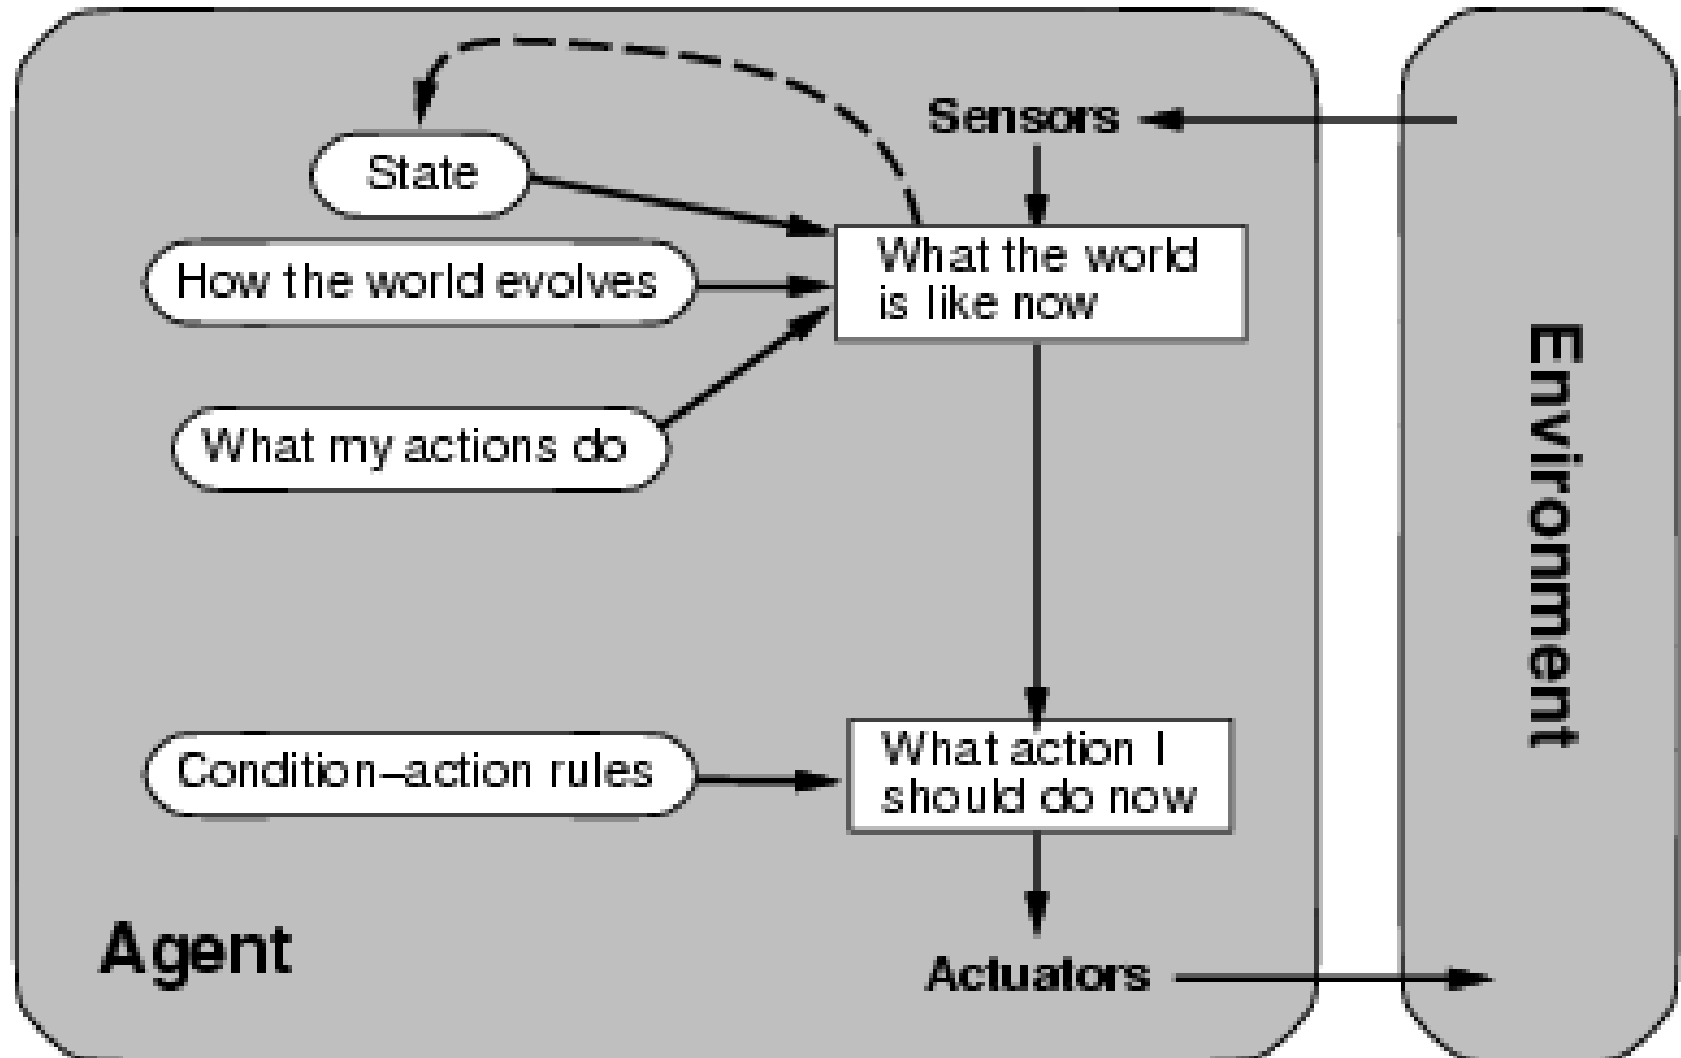 Sensors
State
What the world
is like now
How the world evolves
What my actions do
Environment
Condition–action rules
What action I
should do now
Agent
Actuators